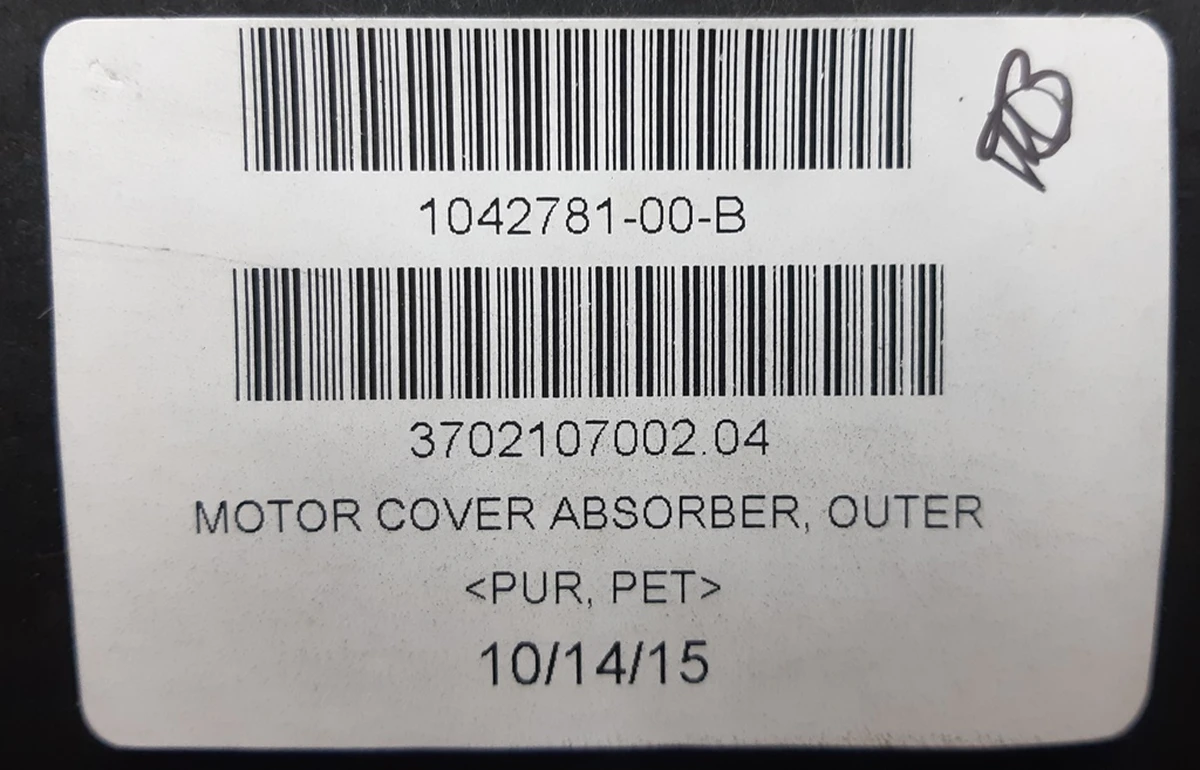 1042781-00-B
3702107002.04
MOTOR COVER ABSORBER, OUTER
<PUR, PET>
10/14/15